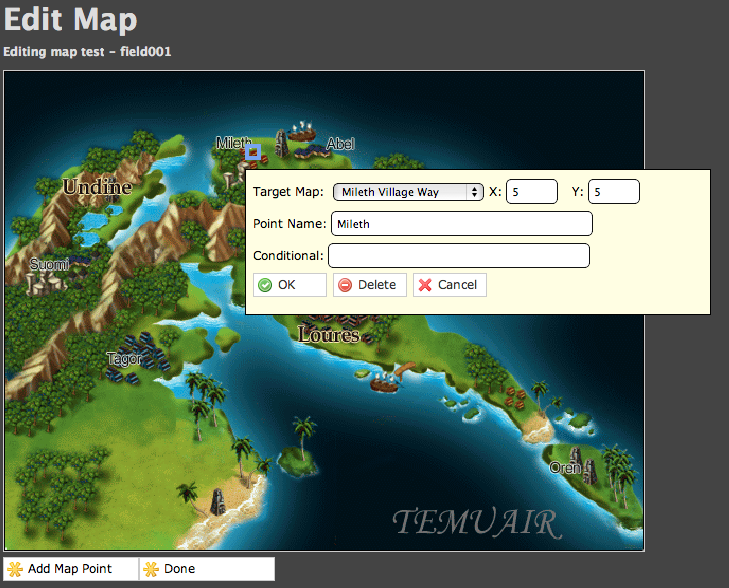 Edit Map
Editing map test - field001
Mileth
Abel
Undine
Target Map: Mileth Village Way X: 5 Y: 5
Point Name: Mileth
Conditional:
OK Delete Cancel
Suomi
Loures
Tagor
Oren
TEMUAIR
Add Map Point Done